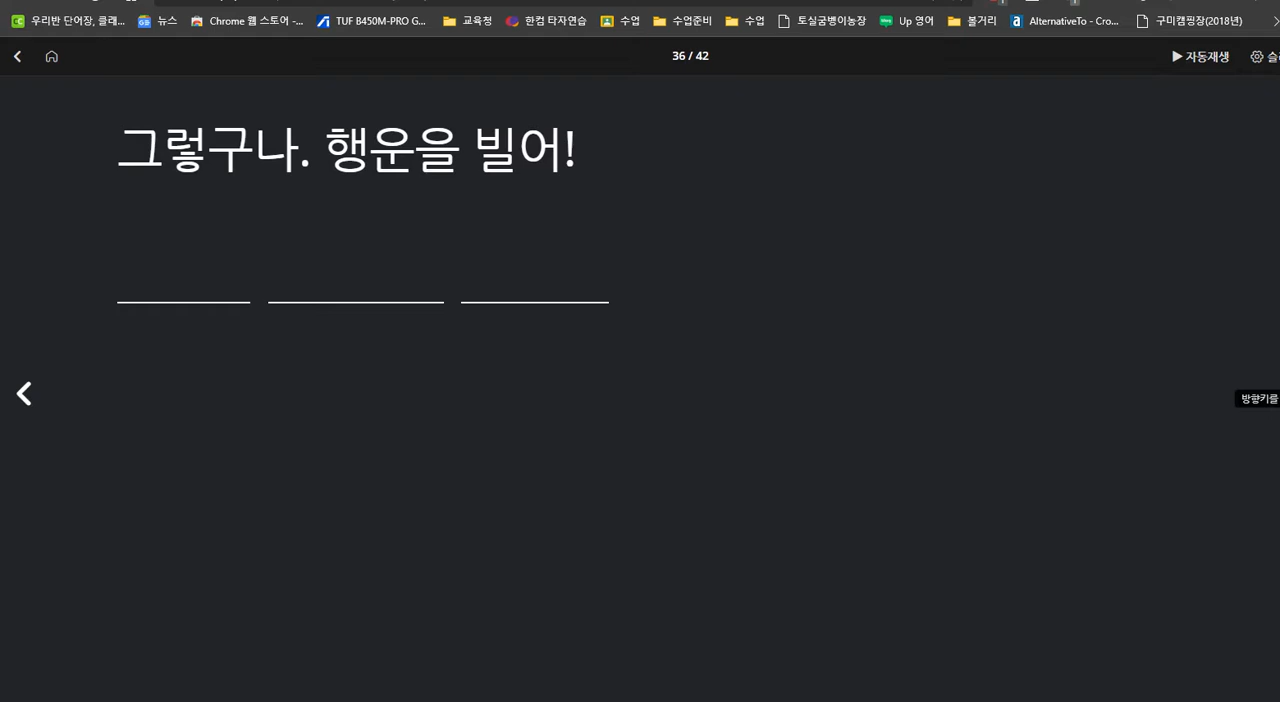 우리반 단어장, 클래... 뉴스 Chrome 웹 스토어 -... TUF B450M-PRO G... 교육청 한컴 타자연습 수업 수업준비 수업 토실굼벵이농장 Up 영어 볼거리 AlternativeTo - Cro... 구미캠핑장(2018년)
36 / 42 자동재생 슬
그렇구나. 행운을 빌어!
방향키를